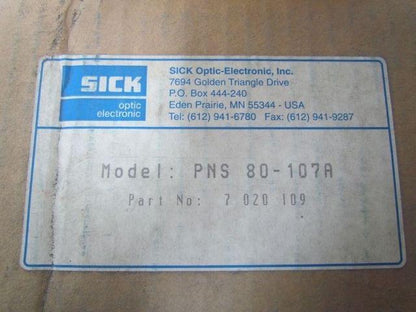 SICK
optic
electronic
SICK Optic-Electronic, Inc.
7694 Golden Triangle Drive
P.O. Box 444-240
Eden Prairie, MN 55344 - USA
Tel: (612) 941-6780 Fax: (612) 941-9287
Model: PNS 80-107A
Part No: 7 020 109